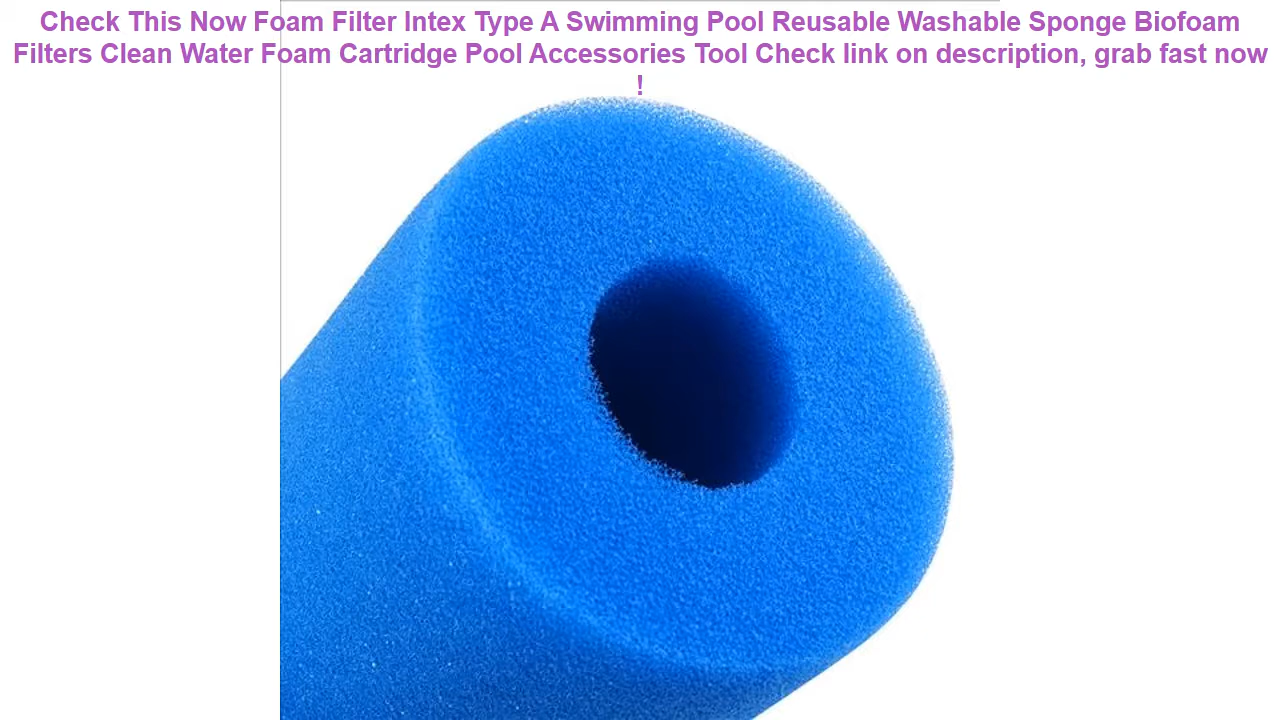 Check This Now Foam Filter Intex Type A Swimming Pool Reusable Washable Sponge Biofoam
Filters Clean Water Foam Cartridge Pool Accessories Tool Check link on description, grab fast now
!